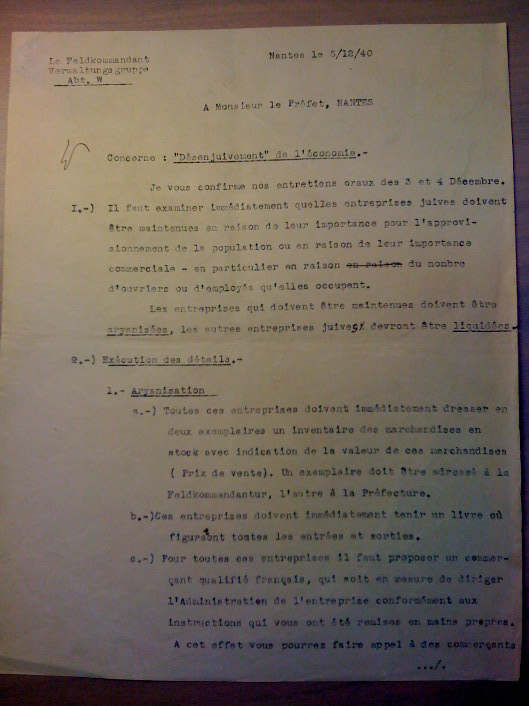 Le Feldkommandant
Verwaltungsgruppe
Abt. W
Nantes le 5/12/40
A Monsieur le Préfet, NANTES
Concerne : "Désenjuivement" de l'économie.-
Je vous confirme nos entretiens oraux des 3 et 4 Décembre.
I.-) Il faut examiner immédiatement quelles entreprises juives doivent
être maintenues en raison de leur importance pour l'approvi-
sionnement de la population ou en raison de leur importance
commerciale - en particulier en raison en raison du nombre
d'ouvriers ou d'employés qu'elles occupent.
Les entreprises qui doivent être maintenues doivent être
aryanisées, les autres entreprises juives devront être liquidées.
2.-) Exécution des détails.-
1.- Aryanisation
a.-) Toutes ces entreprises doivent immédiatement dresser en
deux exemplaires un inventaire des marchandises en
stock avec indication de la valeur de ces marchandises
( Prix de vente). Un exemplaire doit être adressé à la
Feldkommandantur, l'autre à la Préfecture.
b.-)Ces entreprises doivent immédiatement tenir un livre où
figurent toutes les entrées et sorties.
c.-) Pour toutes ces entreprises il faut proposer un commer-
çant qualifié français, qui soit en mesure de diriger
l'Administration de l'entreprise conformément aux
instructions qui vous ont été remises en mains propres.
A cet effet vous pourrez faire appel à des commerçants
.../.